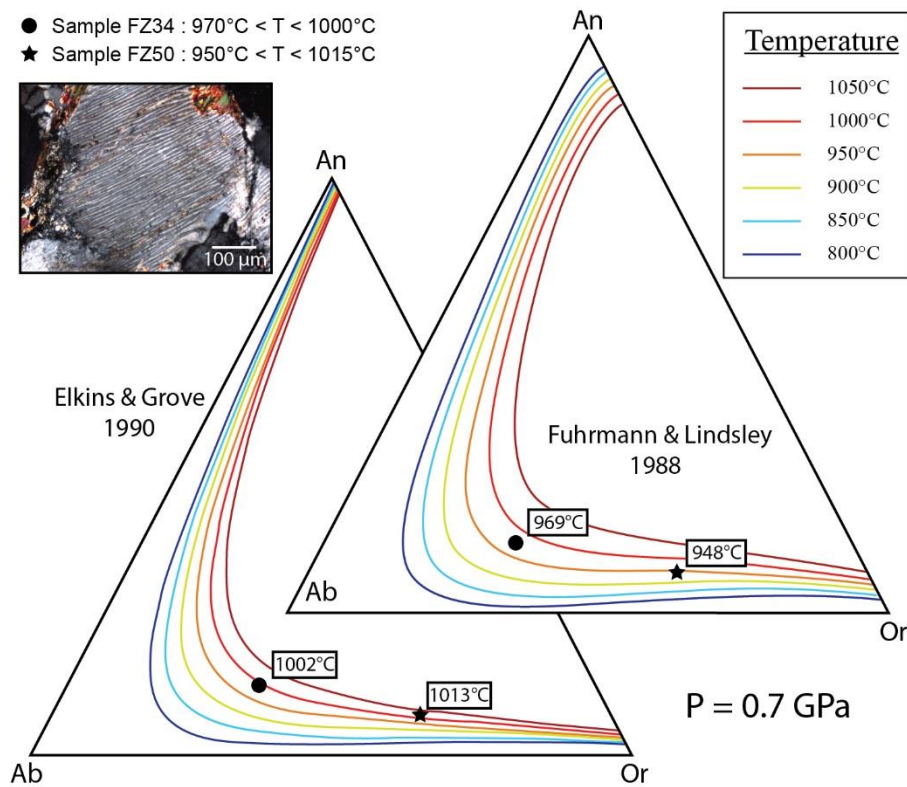 Sample FZ34 : 970°C < T < 1000°C
Sample FZ50 : 950°C < T < 1015°C
100 µm
An
Elkins & Grove
1990
1002°C
1013°C
Ab
Or
An
Fuhrmann & Lindsley
1988
969°C
948°C
Ab
Or
Temperature
1050°C
1000°C
950°C
900°C
850°C
800°C
P = 0.7 GPa